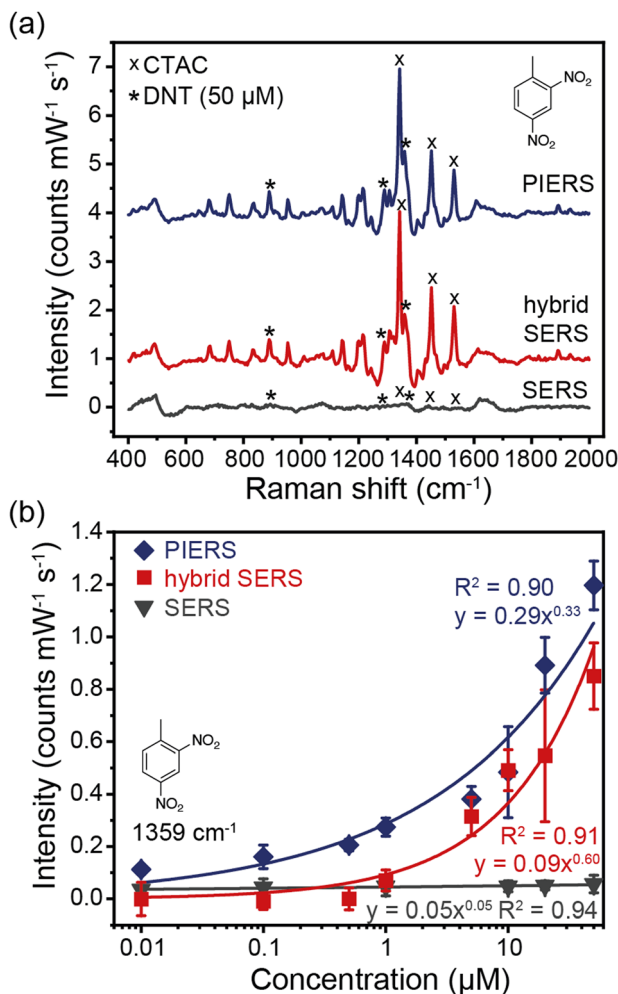 (a)
x CTAC
* DNT (50 µM)
NO₂
NO₂
PIERS
hybrid
SERS
SERS
x
*
*
*
x
x
x
*
*
*
x
x
x
*
*
*
x
x
x
7
6
5
4
3
2
1
0
Intensity (counts mW⁻¹ s⁻¹)
400 600 800 1000 1200 1400 1600 1800 2000
Raman shift (cm⁻¹)
(b)
PIERS
hybrid SERS
SERS
R² = 0.90
y = 0.29x⁰·³³
NO₂
NO₂
1359 cm⁻¹
R² = 0.91
y = 0.09x⁰·⁶⁰
y = 0.05x⁰·⁰⁵ R² = 0.94
1.4
1.2
1.0
0.8
0.6
0.4
0.2
0.0
Intensity (counts mW⁻¹ s⁻¹)
0.01 0.1 1 10
Concentration (µM)